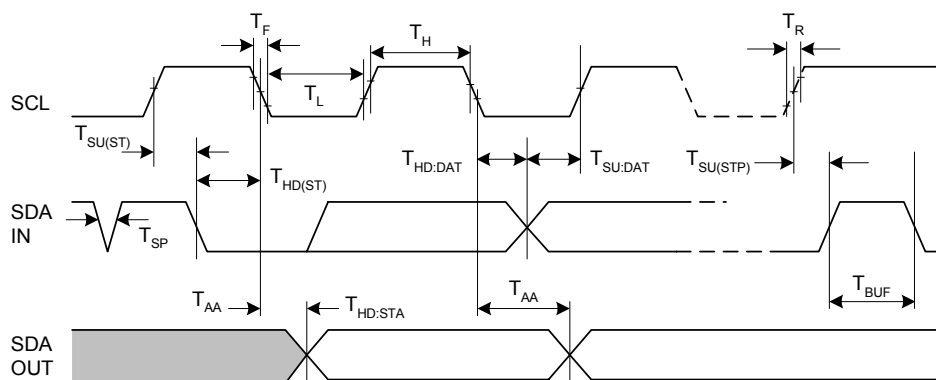 T_F
T_H
T_R
SCL
T_L
T_SU(ST)
T_HD:DAT
T_SU:DAT
T_SU(STP)
T_HD(ST)
SDA
IN
T_SP
T_AA
T_HD:STA
T_AA
T_BUF
SDA
OUT